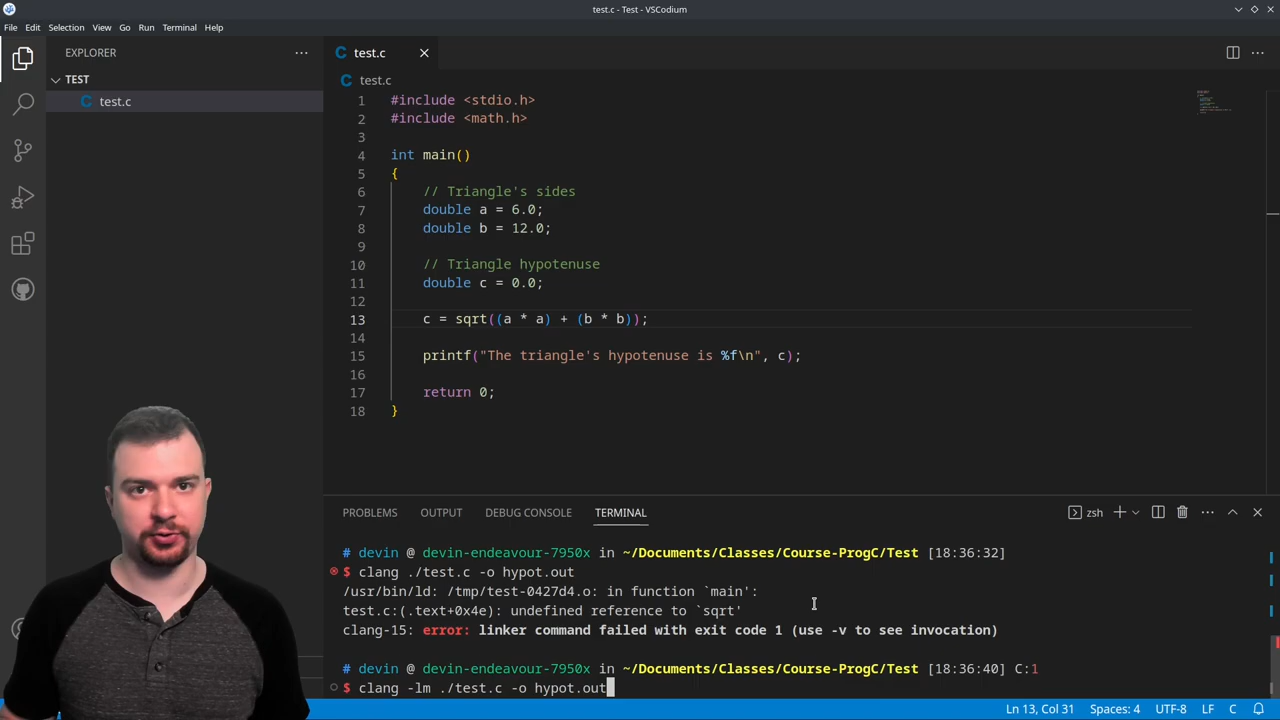 test.c - Test - VSCodium
File Edit Selection View Go Run Terminal Help
EXPLORER
TEST
test.c
test.c
test.c
1 #include <stdio.h>
2 #include <math.h>
3
4 int main()
5 {
6 // Triangle's sides
7 double a = 6.0;
8 double b = 12.0;
9
10 // Triangle hypotenuse
11 double c = 0.0;
12
13 c = sqrt((a * a) + (b * b));
14
15 printf("The triangle's hypotenuse is %f\n", c);
16
17 return 0;
18 }
PROBLEMS OUTPUT DEBUG CONSOLE TERMINAL zsh
# devin @ devin-endeavour-7950x in ~/Documents/Classes/Course-ProgC/Test [18:36:32]
$ clang ./test.c -o hypot.out
/usr/bin/ld: /tmp/test-0427d4.o: in function `main':
test.c:(.text+0x4e): undefined reference to `sqrt'
clang-15: error: linker command failed with exit code 1 (use -v to see invocation)
# devin @ devin-endeavour-7950x in ~/Documents/Classes/Course-ProgC/Test [18:36:40] C:1
$ clang -lm ./test.c -o hypot.out
Ln 13, Col 31 Spaces: 4 UTF-8 LF C